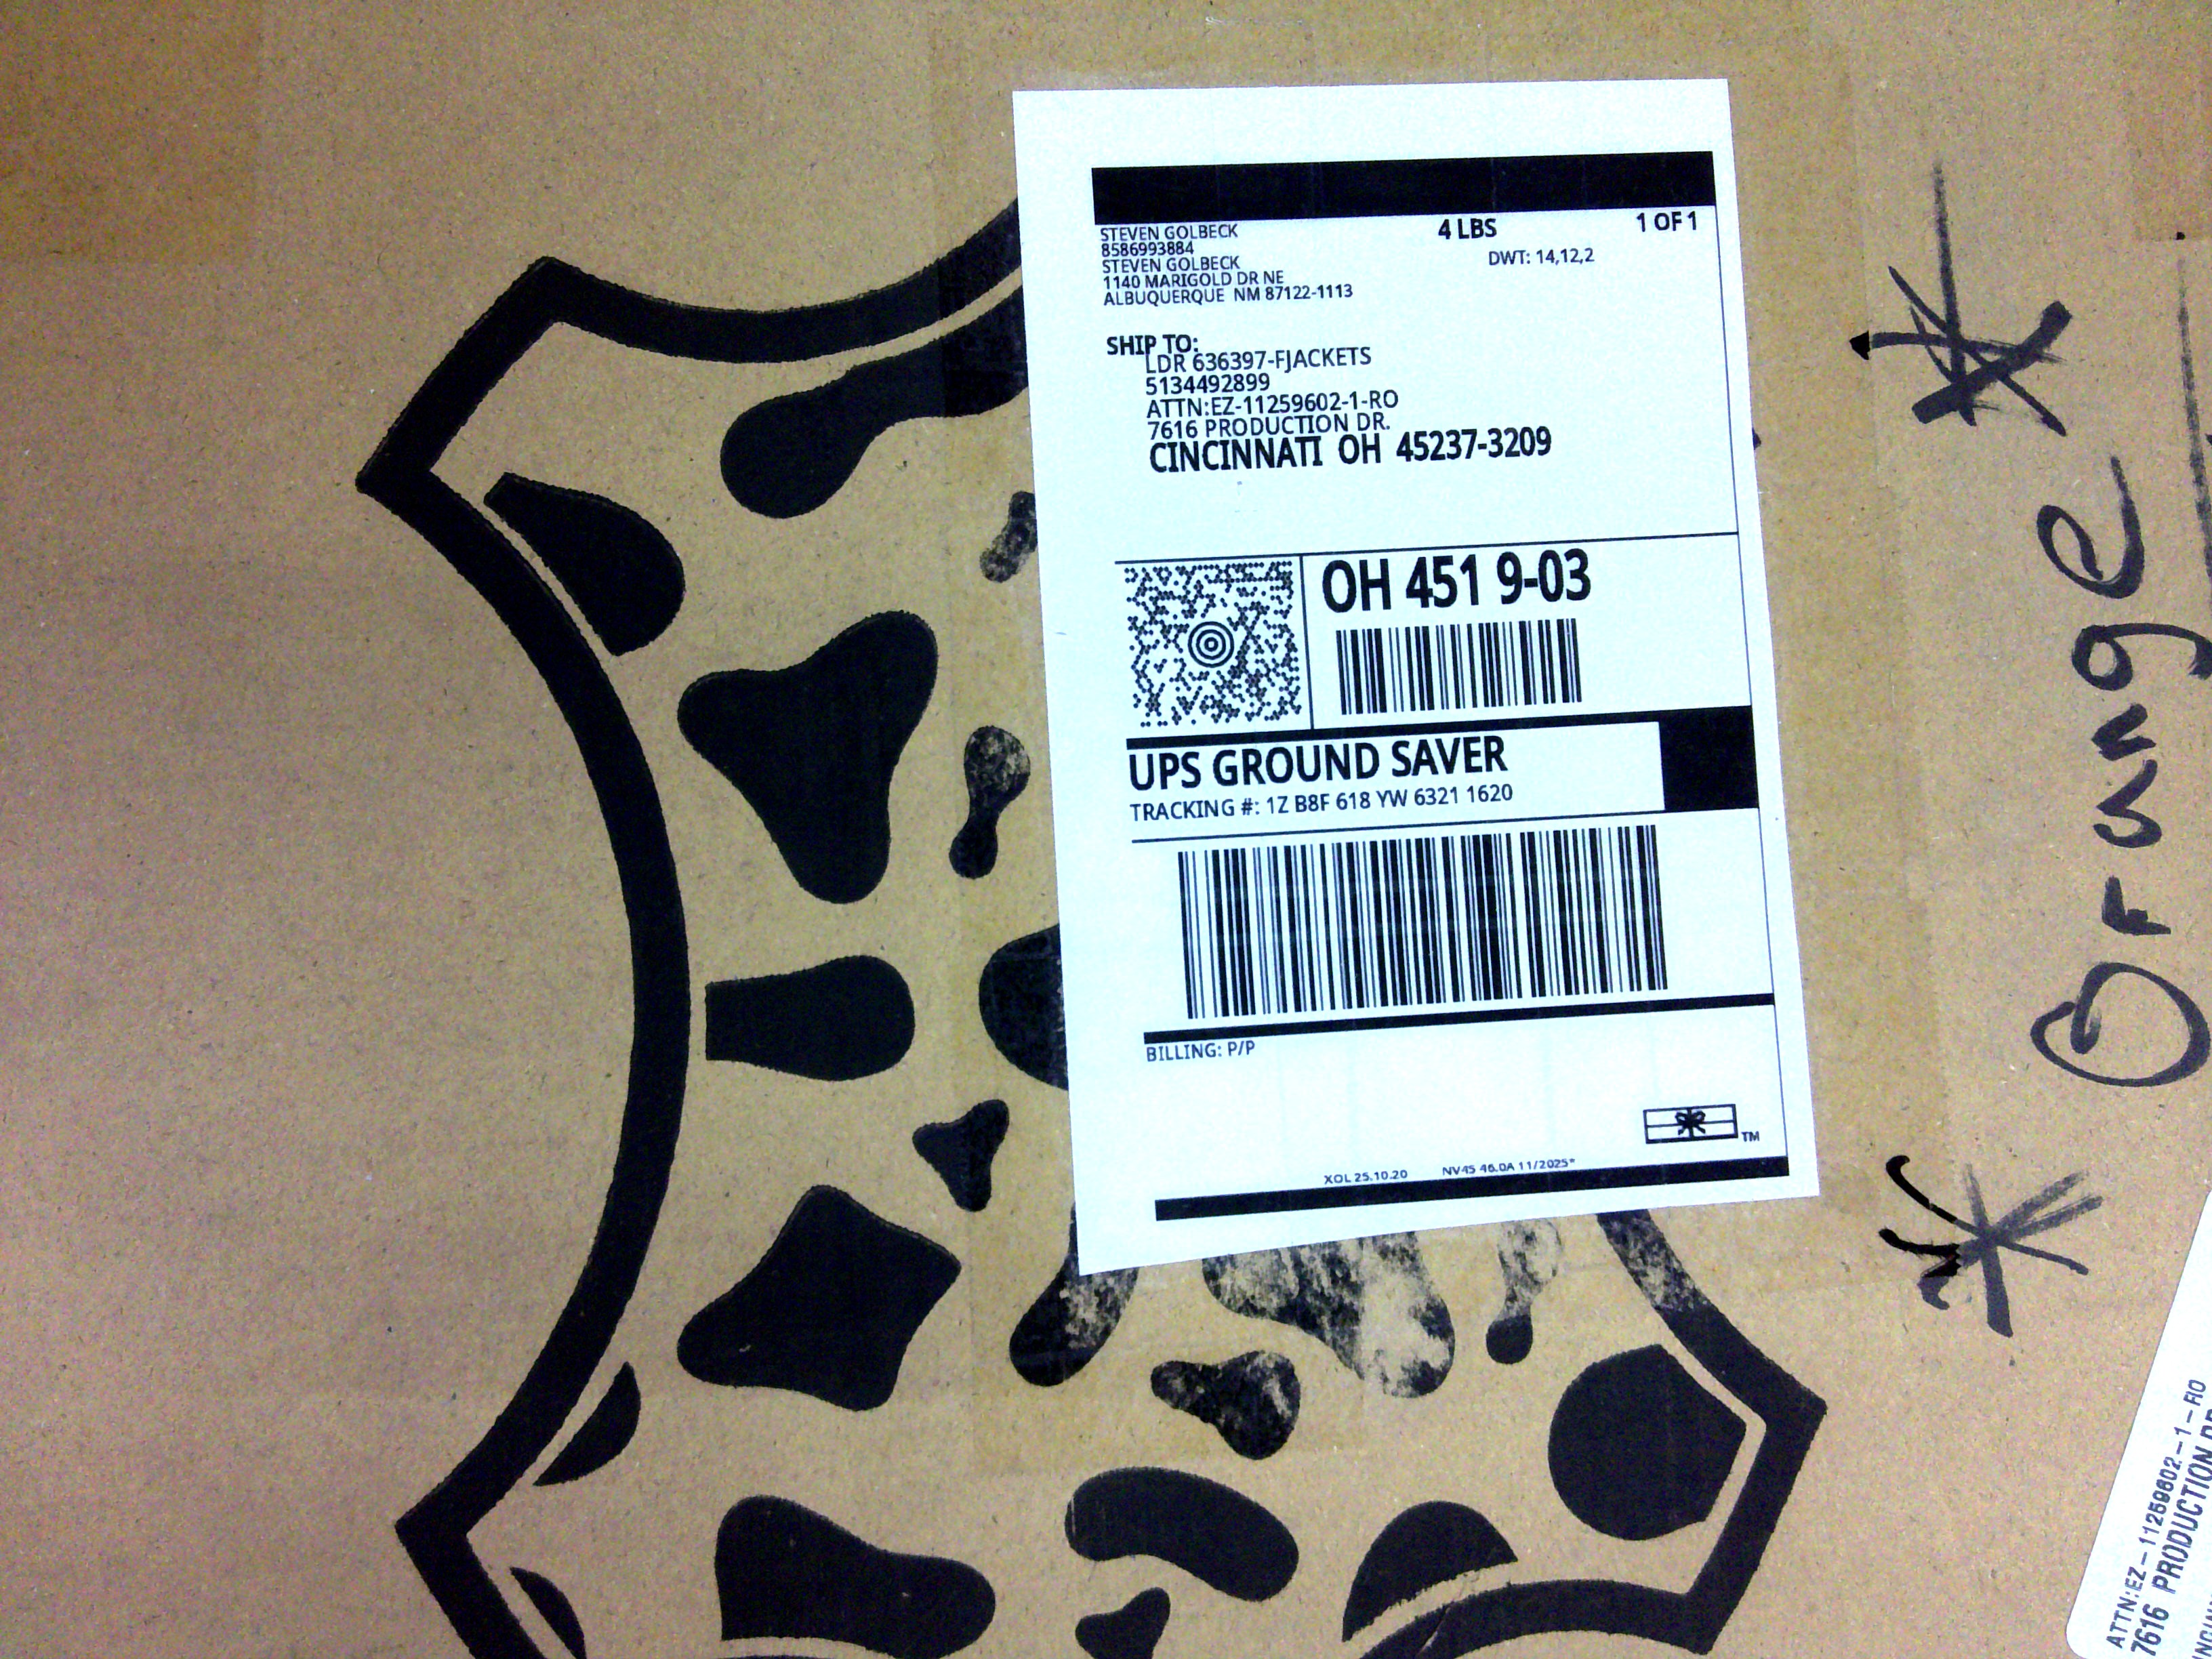 STEVEN GOLBECK
8586993884
STEVEN GOLBECK
1140 MARIGOLD DR NE
ALBUQUERQUE NM 87122-1113
4 LBS
1 OF 1
DWT: 14,12,2
SHIP TO:
LDR 636397-FJACKETS
5134492899
ATTN:EZ-11259602-1-RO
7616 PRODUCTION DR.
CINCINNATI OH 45237-3209
OH 451 9-03
UPS GROUND SAVER
TRACKING #: 1Z B8F 618 YW 6321 1620
BILLING: P/P
TM
XOL 25.10.20
NV45 46.0A 11/2025*
* Orange *
ATTN:EZ-11259602-1-RO
7616 PRODUCTION